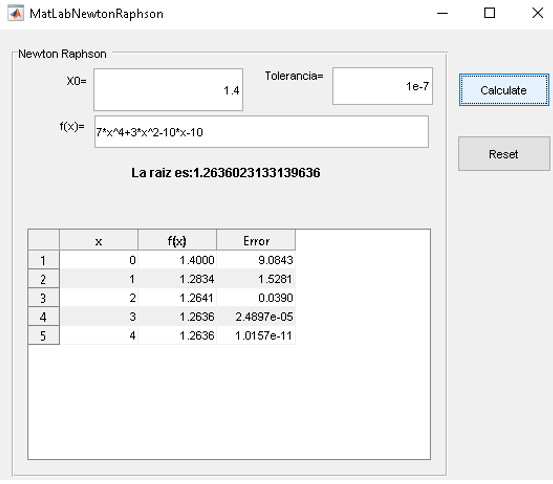 MatLabNewtonRaphson
Newton Raphson
X0= 1.4 Tolerancia= 1e-7 Calculate
f(x)= 7*x^4+3*x^2-10*x-10
Reset
La raiz es:1.2636023133139636
x f(x) Error
1 0 1.4000 9.0843
2 1 1.2834 1.5281
3 2 1.2641 0.0390
4 3 1.2636 2.4897e-05
5 4 1.2636 1.0157e-11